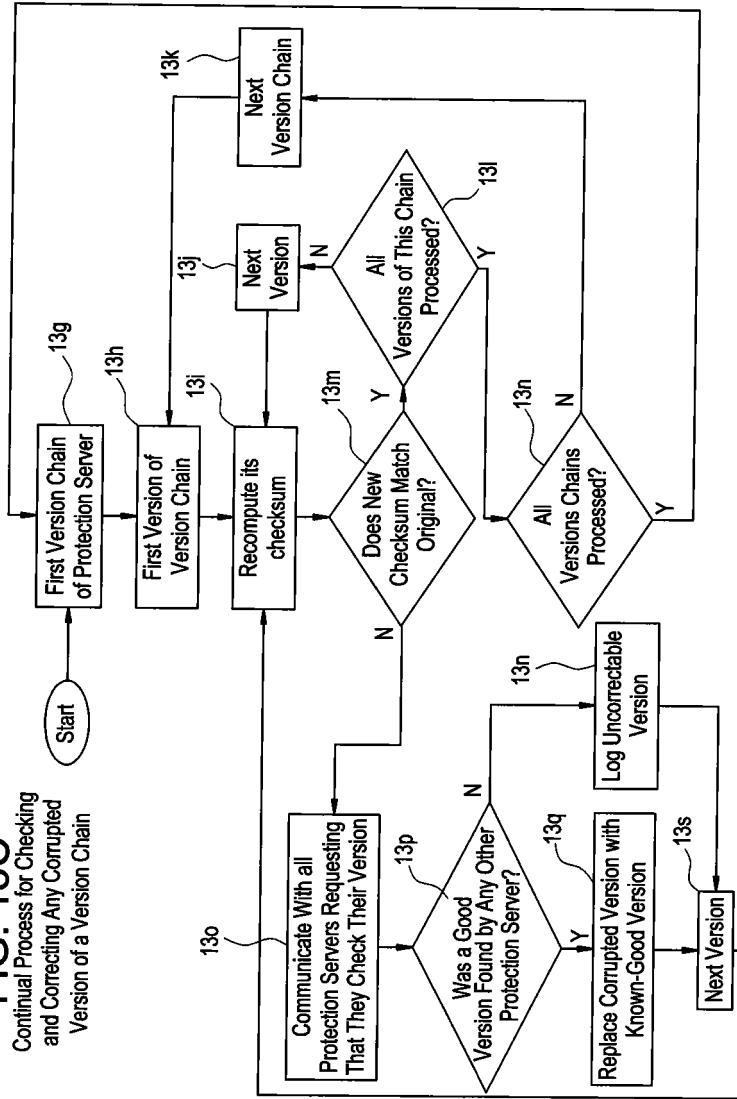 Continual Process for Checking
and Correcting Any Corrupted
Version of a Version Chain
Start
13g
First Version Chain
of Protection Server
13h
First Version of
Version Chain
13i
Recompute its
checksum
13j
Next
Version
13k
Next
Version Chain
13m
Does New
Checksum Match
Original?
Y
N
13l
All
Versions of This Chain
Processed?
N
Y
13n
All
Versions Chains
Processed?
N
Y
13o
Communicate With all
Protection Servers Requesting
That They Check Their Version
13p
Was a Good
Version Found by Any Other
Protection Server?
N
Y
13n
Log Uncorrectable
Version
13q
Replace Corrupted Version with
Known-Good Version
13s
Next Version